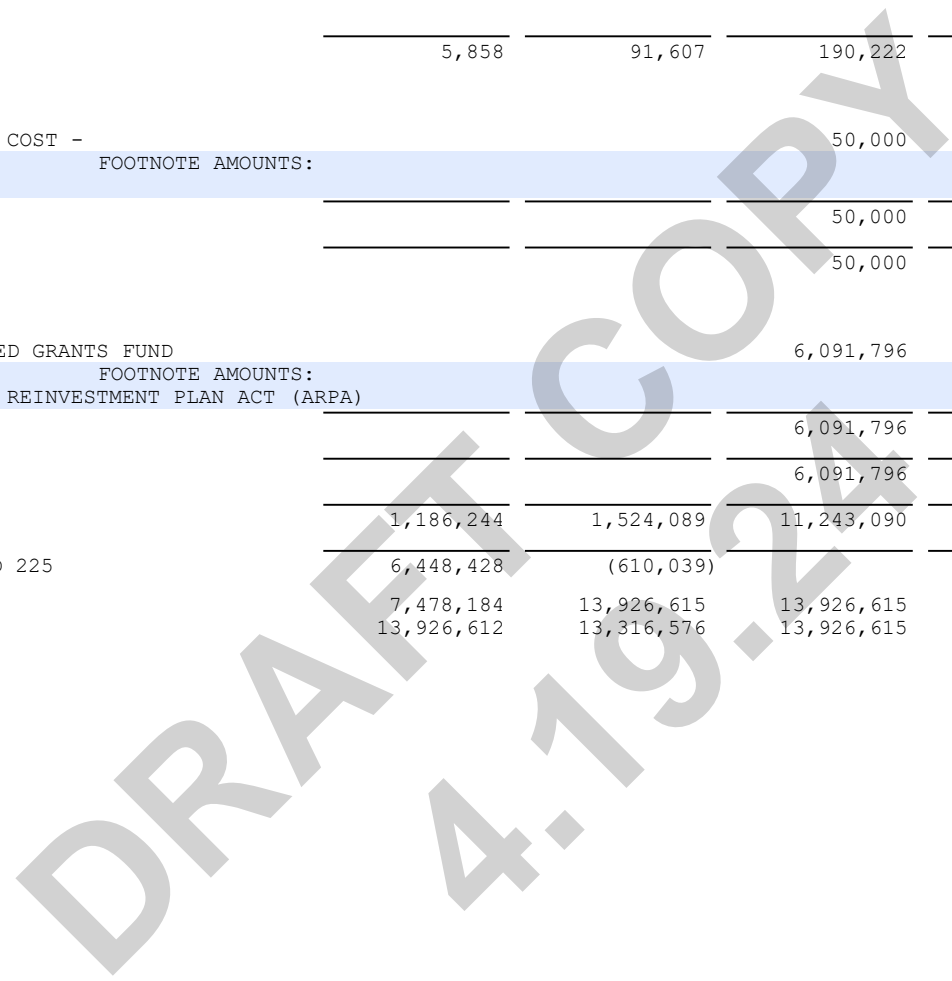 5,858 91,607 190,222
COST - 50,000
FOOTNOTE AMOUNTS:
50,000
50,000
GRANTS FUND 6,091,796
FOOTNOTE AMOUNTS:
REINVESTMENT PLAN ACT (ARPA)
6,091,796
6,091,796
1,186,244 1,524,089 11,243,090
225 6,448,428 (610,039)
7,478,184 13,926,615 13,926,615
13,926,612 13,316,576 13,926,615
DRAFT COPY
4.19.24